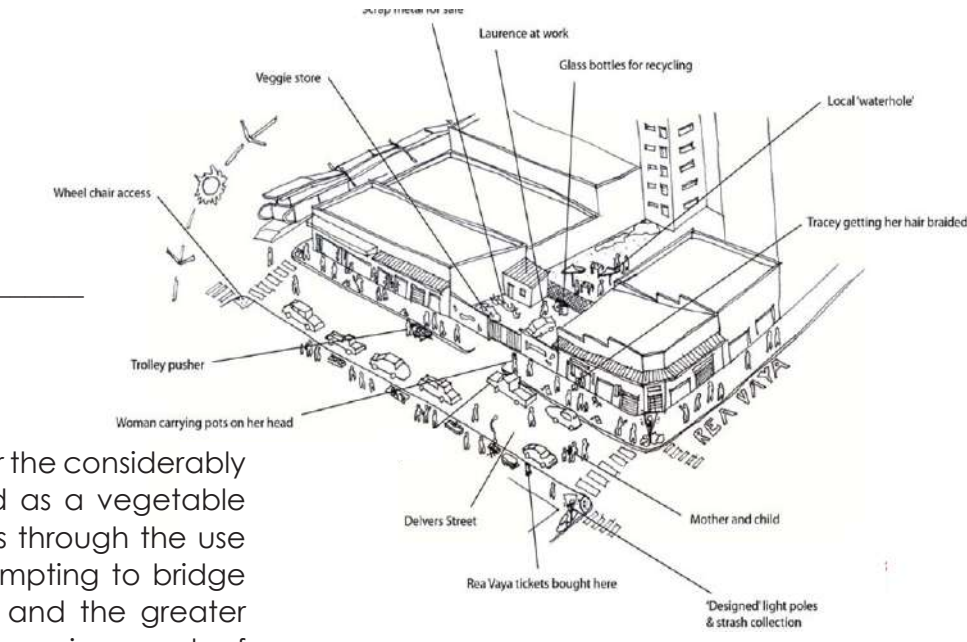 Scrap metal for sale
Laurence at work
Glass bottles for recycling
Veggie store
Local 'waterhole'
Wheel chair access
Tracey getting her hair braided
Trolley pusher
Woman carrying pots on her head
REA VAYA
Delvers Street
Mother and child
Rea Vaya tickets bought here
'Designed' light poles
& strash collection
r the considerably
d as a vegetable
s through the use
mpting to bridge
and the greater